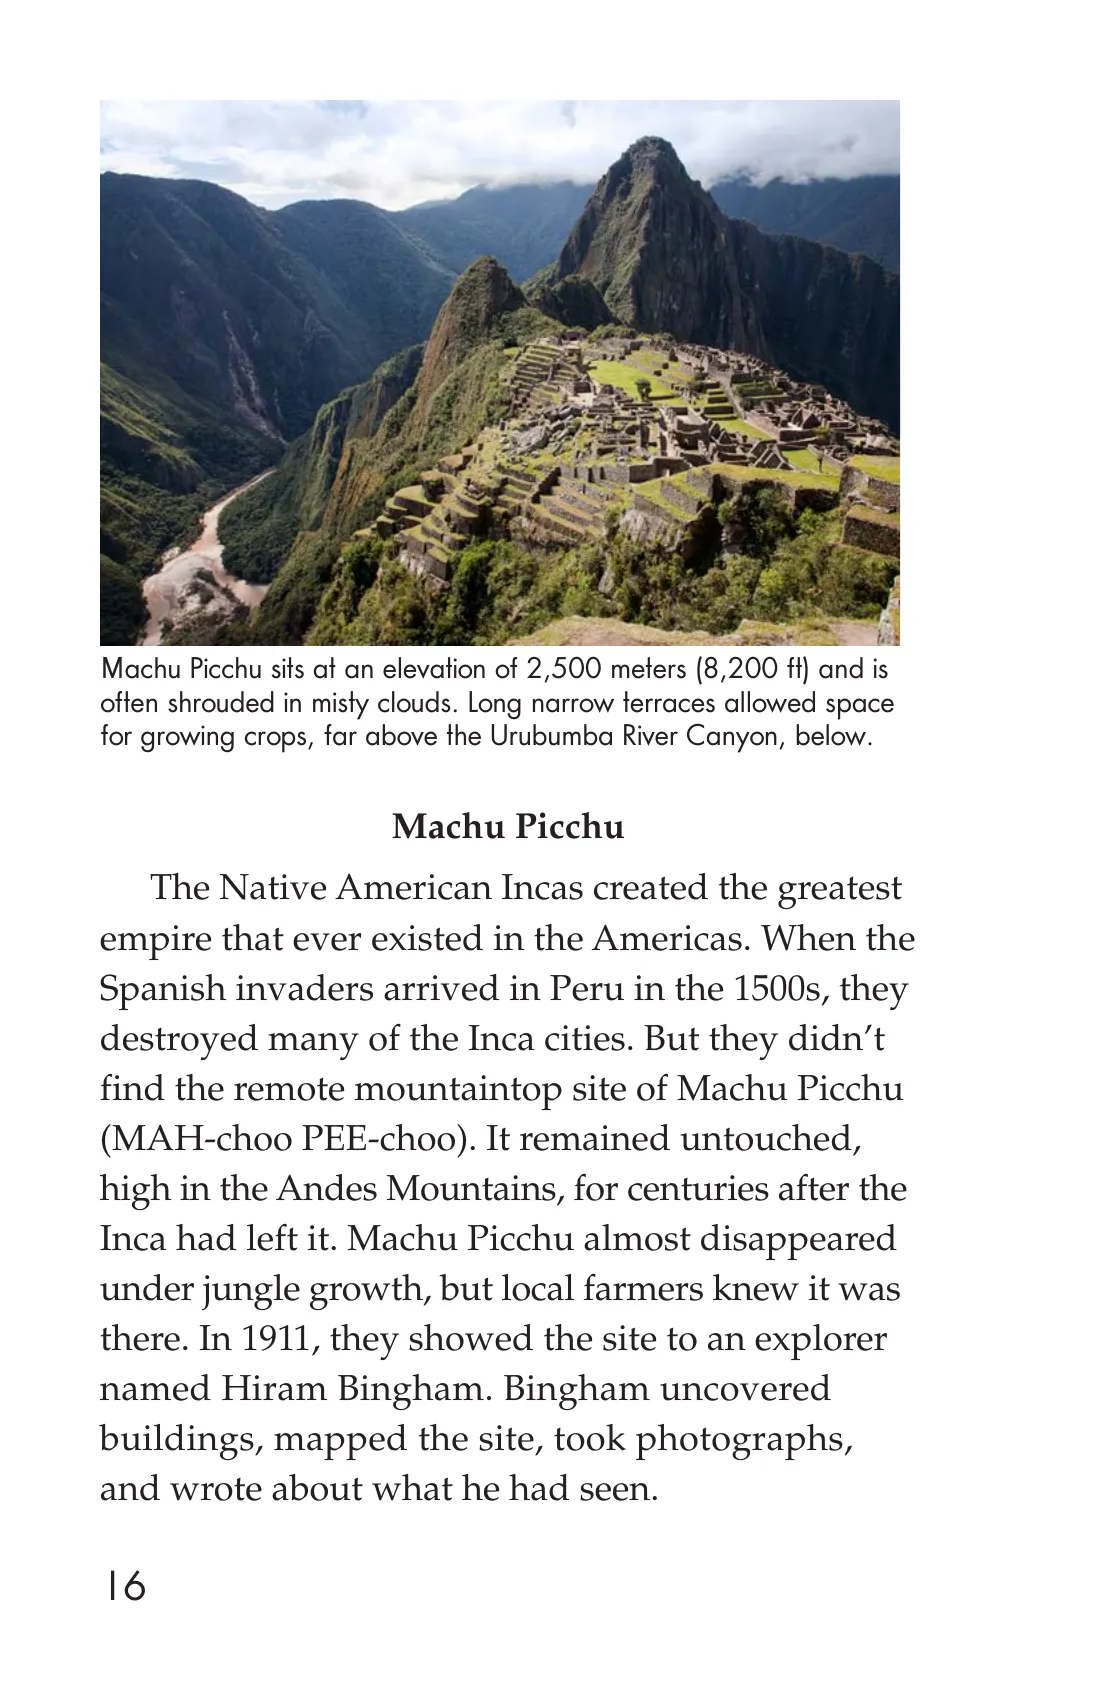 Machu Picchu sits at an elevation of 2,500 meters (8,200 ft) and is
often shrouded in misty clouds. Long narrow terraces allowed space
for growing crops, far above the Urubumba River Canyon, below.
Machu Picchu
The Native American Incas created the greatest
empire that ever existed in the Americas. When the
Spanish invaders arrived in Peru in the 1500s, they
destroyed many of the Inca cities. But they didn’t
find the remote mountaintop site of Machu Picchu
(MAH-choo PEE-choo). It remained untouched,
high in the Andes Mountains, for centuries after the
Inca had left it. Machu Picchu almost disappeared
under jungle growth, but local farmers knew it was
there. In 1911, they showed the site to an explorer
named Hiram Bingham. Bingham uncovered
buildings, mapped the site, took photographs,
and wrote about what he had seen.
16